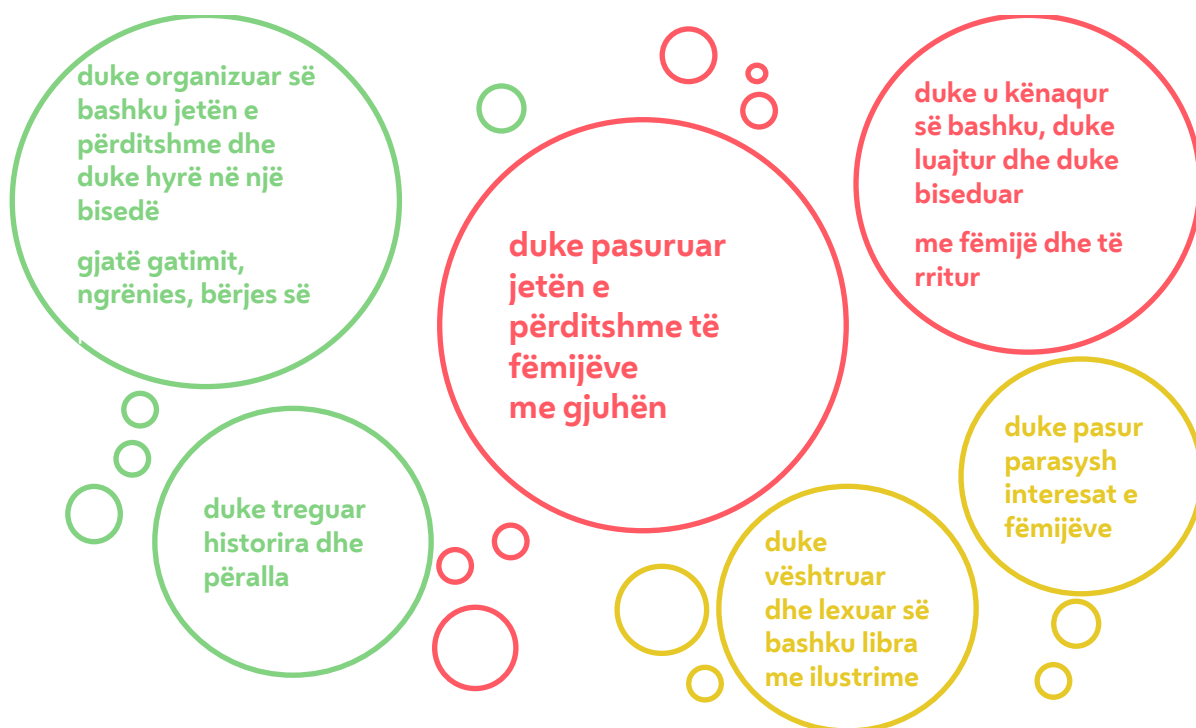 duke organizuar së
bashku jetën e
përditshme dhe
duke hyrë në një
bisedë
gjatë gatimit,
ngrënies, bërjes së
duke treguar
historira dhe
përalla
duke pasuruar
jetën e
përditshme të
fëmijëve
me gjuhën
duke u kënaqur
së bashku, duke
luajtur dhe duke
biseduar
me fëmijë dhe të
rritur
duke
vështruar
dhe lexuar së
bashku libra
me ilustrime
duke pasur
parasysh
interesat e
fëmijëve